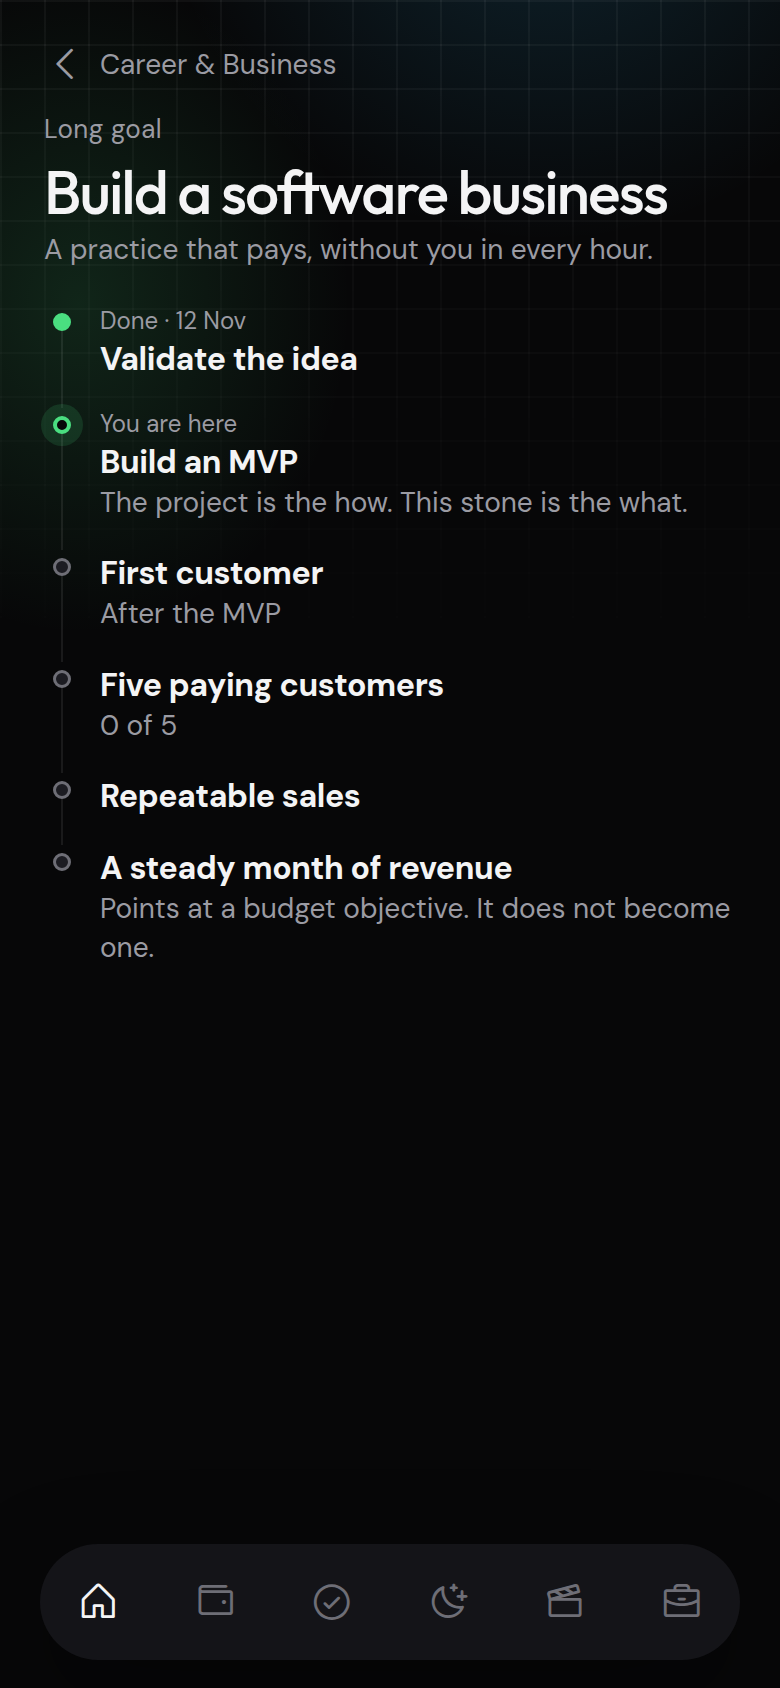 Career & Business
Long goal
Build a software business
A practice that pays, without you in every hour.
Done · 12 Nov
Validate the idea
You are here
Build an MVP
The project is the how. This stone is the what.
First customer
After the MVP
Five paying customers
0 of 5
Repeatable sales
A steady month of revenue
Points at a budget objective. It does not become
one.